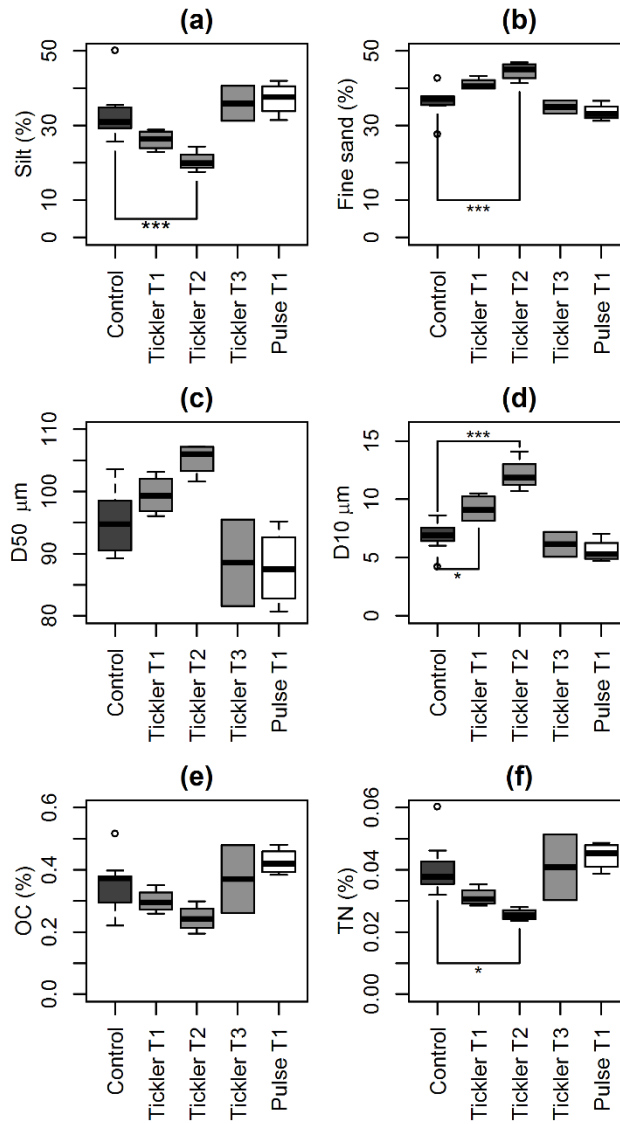 (a)
Silt (%)
50
30
10
0
***
Control
Tickler T1
Tickler T2
Tickler T3
Pulse T1
(b)
Fine sand (%)
50
30
10
0
***
Control
Tickler T1
Tickler T2
Tickler T3
Pulse T1
(c)
D50 μm
110
100
90
80
Control
Tickler T1
Tickler T2
Tickler T3
Pulse T1
(d)
D10 μm
15
10
5
0
***
*
Control
Tickler T1
Tickler T2
Tickler T3
Pulse T1
(e)
OC (%)
0.6
0.4
0.2
0.0
Control
Tickler T1
Tickler T2
Tickler T3
Pulse T1
(f)
TN (%)
0.06
0.04
0.02
0.00
*
Control
Tickler T1
Tickler T2
Tickler T3
Pulse T1